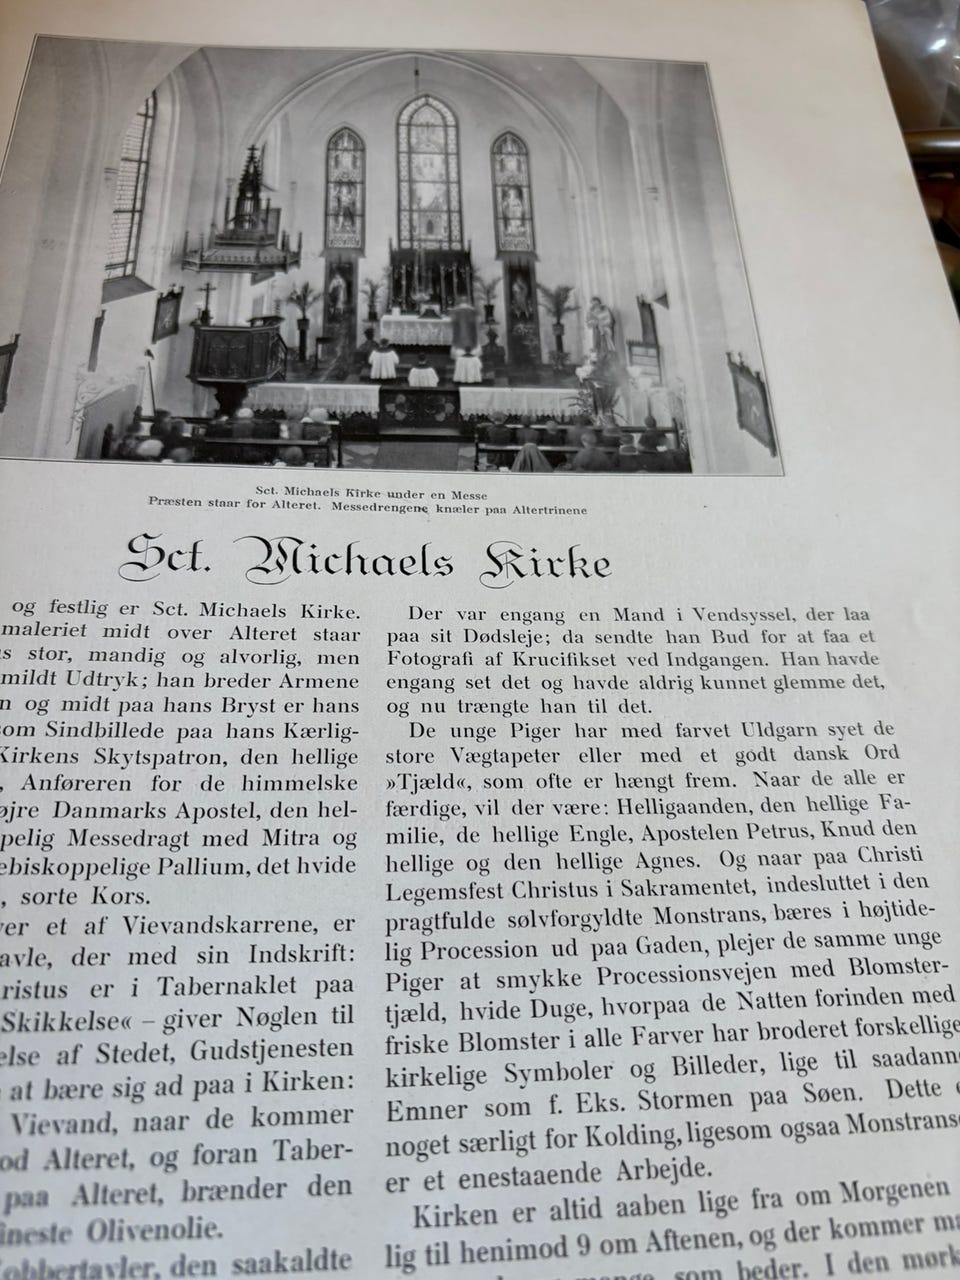 Sct. Michaels Kirke under en Messe
Præsten staar for Alteret. Messedrengene knæler paa Altertrinene
Sct. Michaels Kirke
og festlig er Sct. Michaels Kirke.
maleriet midt over Alteret staar
stor, mandig og alvorlig, men
mildt Udtryk; han breder Armene
og midt paa hans Bryst er hans
som Sindbillede paa hans Kærlig-
Kirkens Skytspatron, den hellige
, Anføreren for de himmelske
Danmarks Apostel, den hel-
Messedragt med Mitra og
Pallium, det hvide
, sorte Kors.
et af Vievandskarrene, er
der med sin Indskrift:
er i Tabernaklet paa
Skikkelse« – giver Nøglen til
af Stedet, Gudstjenesten
at bære sig ad paa i Kirken:
Vievand, naar de kommer
Alteret, og foran Taber-
paa Alteret, brænder den
Olivenolie.
den saakaldte
Der var engang en Mand i Vendsyssel, der laa
paa sit Dødsleje; da sendte han Bud for at faa et
Fotografi af Krucifikset ved Indgangen. Han havde
engang set det og havde aldrig kunnet glemme det,
og nu trængte han til det.
De unge Piger har med farvet Uldgarn syet de
store Vægtapeter eller med et godt dansk Ord
»Tjæld«, som ofte er hængt frem. Naar de alle er
færdige, vil der være: Helligaanden, den hellige Fa-
milie, de hellige Engle, Apostelen Petrus, Knud den
hellige og den hellige Agnes. Og naar paa Christi
Legemsfest Christus i Sakramentet, indesluttet i den
pragtfulde sølvforgyldte Monstrans, bæres i højtide-
lig Procession ud paa Gaden, plejer de samme unge
Piger at smykke Processionsvejen med Blomster-
tjæld, hvide Duge, hvorpaa de Natten forinden med
friske Blomster i alle Farver har broderet forskellige
kirkelige Symboler og Billeder, lige til saadann
Emner som f. Eks. Stormen paa Søen. Dette
noget særligt for Kolding, ligesom ogsaa Monstrans
er et enestaaende Arbejde.
Kirken er altid aaben lige fra om Morgenen
lig til henimod 9 om Aftenen, og der kommer
som beder. I den mørk